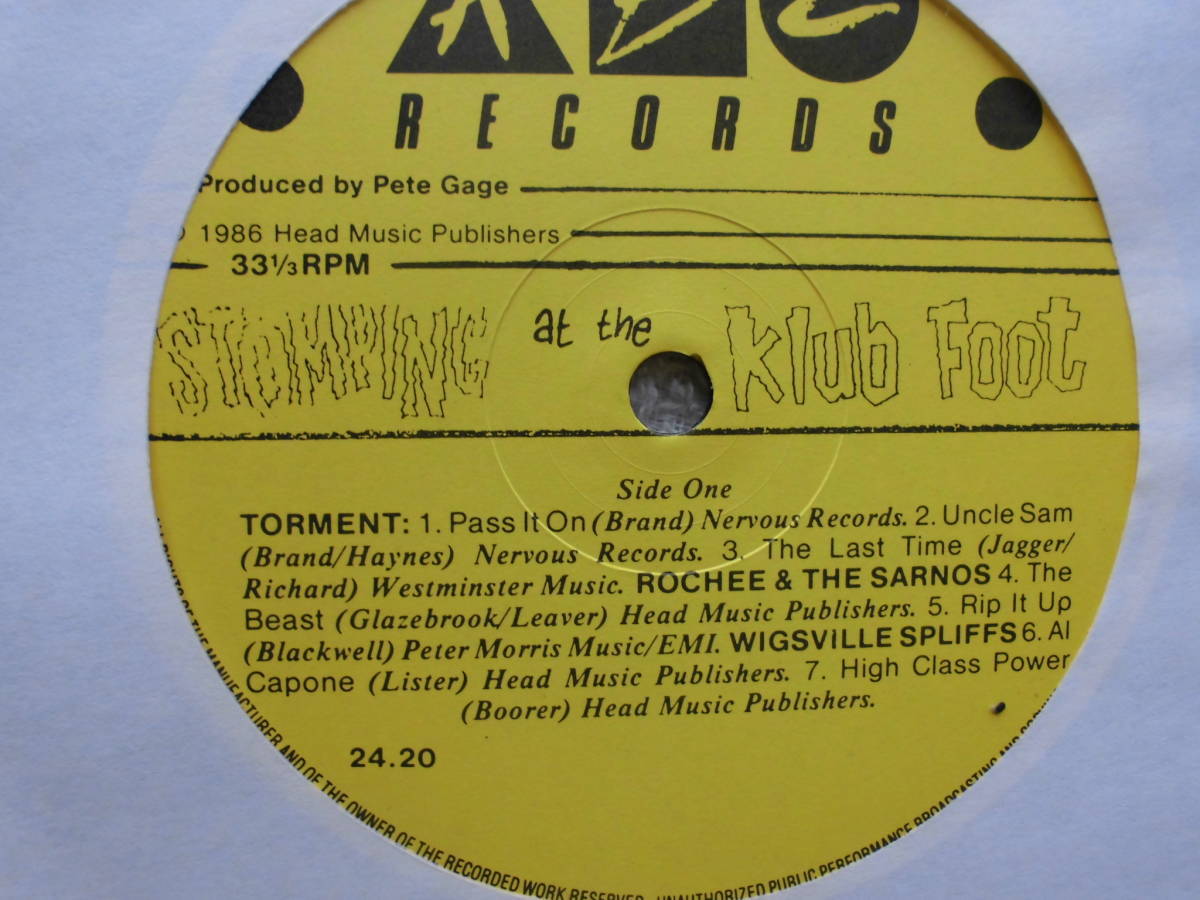 ABC
RECORDS
Produced by Pete Gage
1986 Head Music Publishers
33⅓ RPM
STOMPING at the Klub Foot
Side One
TORMENT: 1. Pass It On (Brand) Nervous Records. 2. Uncle Sam
(Brand/Haynes) Nervous Records. 3. The Last Time (Jagger/
Richard) Westminster Music. ROCHEE & THE SARNOS 4. The
Beast (Glazebrook/Leaver) Head Music Publishers. 5. Rip It Up
(Blackwell) Peter Morris Music/EMI. WIGSVILLE SPLIFFS 6. Al
Capone (Lister) Head Music Publishers. 7. High Class Power
(Boorer) Head Music Publishers.
24.20
OF THE MANUFACTURER AND OF THE OWNER OF THE RECORDED WORK RESERVED UNAUTHORIZED PUBLIC PERFORMANCE BROADCASTING AND